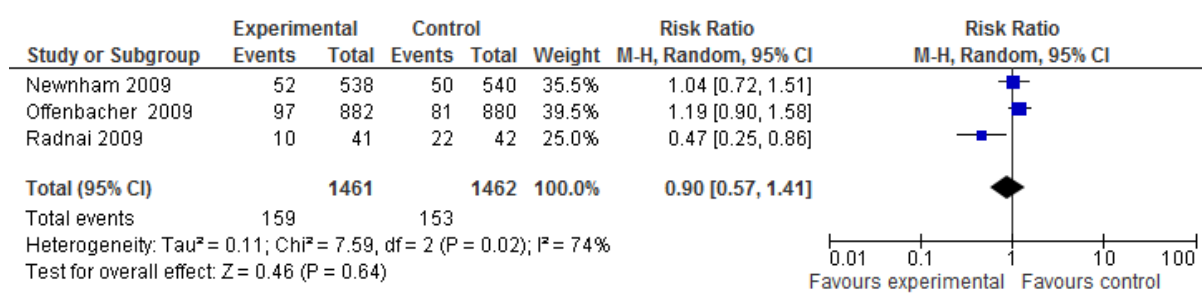 Experimental Control Risk Ratio Risk Ratio
Study or Subgroup Events Total Events Total Weight M-H, Random, 95% CI M-H, Random, 95% CI
Newnham 2009 52 538 50 540 35.5% 1.04 [0.72, 1.51]
Offenbacher 2009 97 882 81 880 39.5% 1.19 [0.90, 1.58]
Radnai 2009 10 41 22 42 25.0% 0.47 [0.25, 0.86]
Total (95% CI) 1461 1462 100.0% 0.90 [0.57, 1.41]
Total events 159 153
Heterogeneity: Tau² = 0.11; Chi² = 7.59, df = 2 (P = 0.02); I² = 74%
Test for overall effect: Z = 0.46 (P = 0.64)
0.01 0.1 1 10 100
Favours experimental Favours control